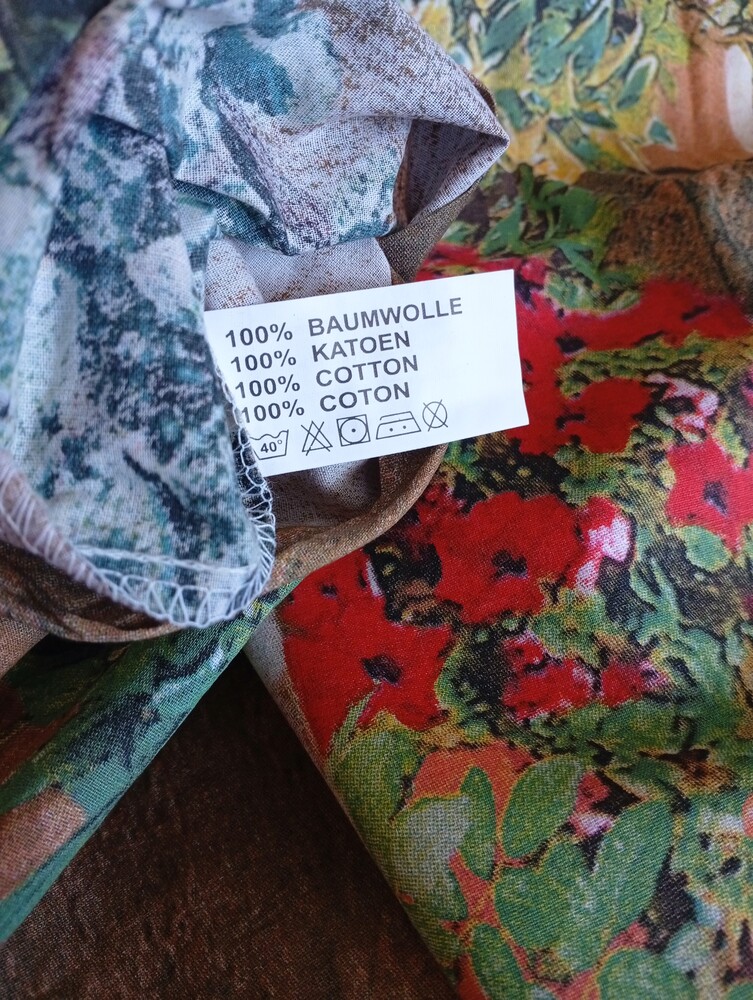 100% BAUMWOLLE
100% KATOEN
100% COTTON
100% COTON
40°